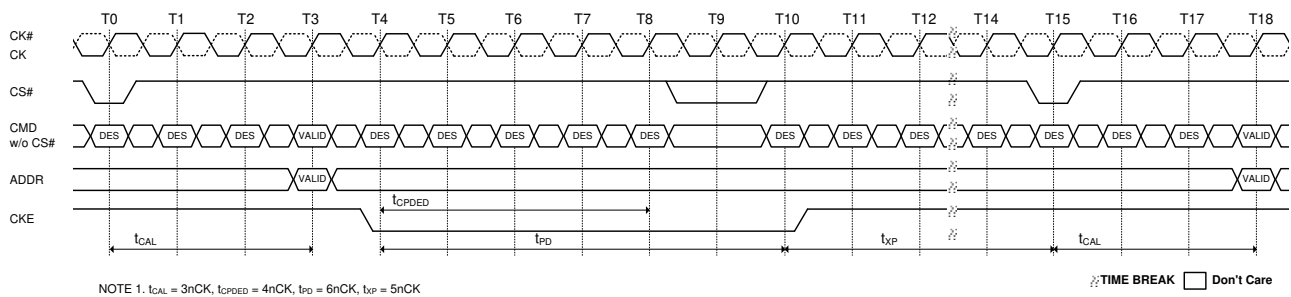 T0 T1 T2 T3 T4 T5 T6 T7 T8 T9 T10 T11 T12 T14 T15 T16 T17 T18
CK#
CK
CS#
CMD
w/o CS#
DES DES DES VALID DES DES DES DES DES DES DES DES DES DES DES DES VALID
ADDR
VALID VALID
CKE
tCPDED
tCAL tPD tXP tCAL
NOTE 1. tCAL = 3nCK, tCPDED = 4nCK, tPD = 6nCK, tXP = 5nCK
TIME BREAK Don't Care